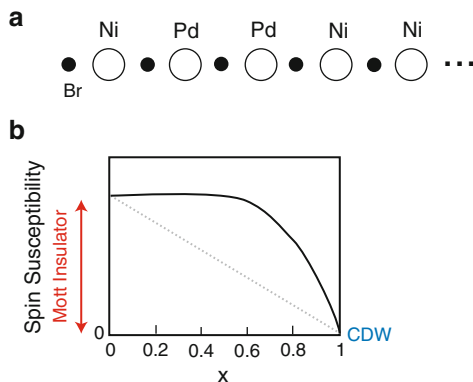 a
Ni Pd Pd Ni Ni
Br
b
Spin Susceptibility
Mott Insulator
0
CDW
0 0.2 0.4 0.6 0.8 1
x